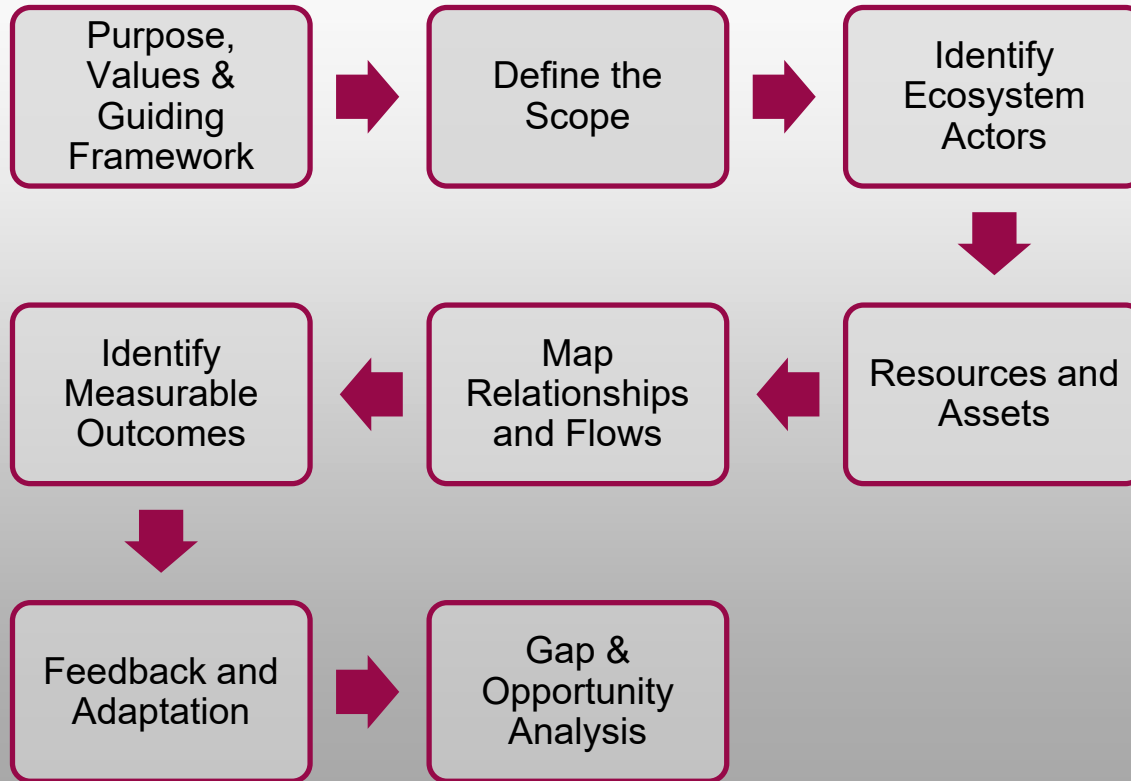 Purpose,
Values &
Guiding
Framework
Define the
Scope
Identify
Ecosystem
Actors
Resources and
Assets
Map
Relationships
and Flows
Identify
Measurable
Outcomes
Feedback and
Adaptation
Gap &
Opportunity
Analysis